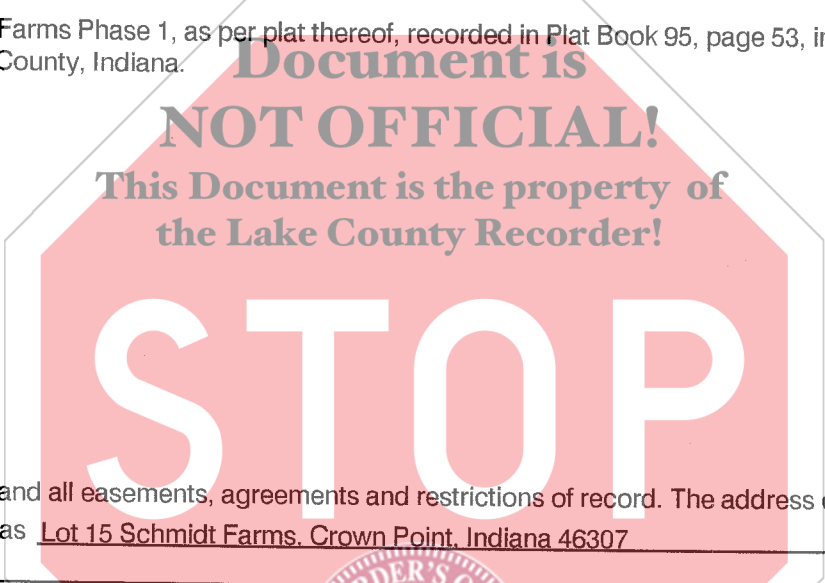 Farms Phase 1, as per plat thereof, recorded in Plat Book 95, page 53, in
County, Indiana.
Document is
NOT OFFICIAL!
This Document is the property of
the Lake County Recorder!
STOP
and all easements, agreements and restrictions of record. The address
as Lot 15 Schmidt Farms, Crown Point, Indiana 46307